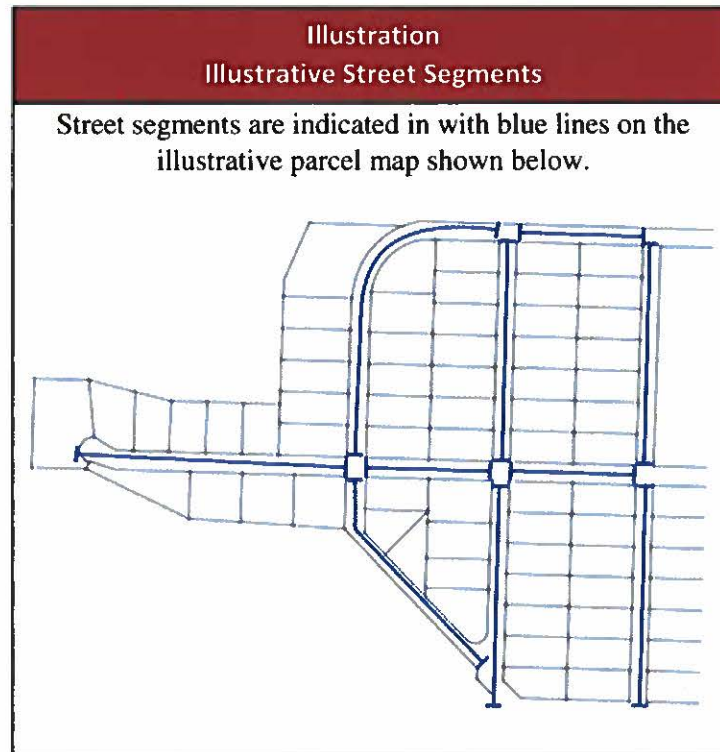 Illustration
Illustrative Street Segments
Street segments are indicated in with blue lines on the
illustrative parcel map shown below.